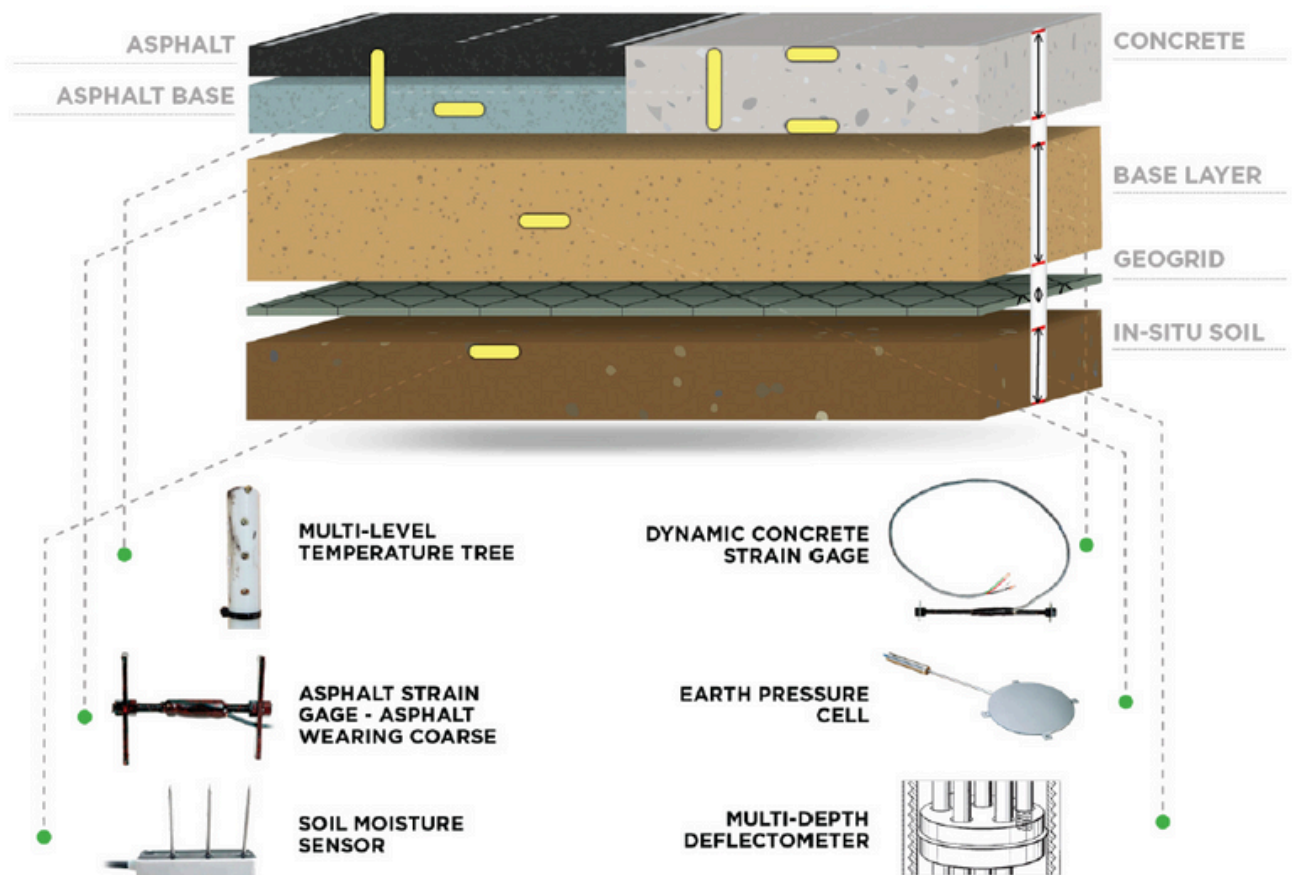 ASPHALT
ASPHALT BASE
CONCRETE
BASE LAYER
GEOGRID
IN-SITU SOIL
MULTI-LEVEL
TEMPERATURE TREE
DYNAMIC CONCRETE
STRAIN GAGE
ASPHALT STRAIN
GAGE - ASPHALT
WEARING COARSE
EARTH PRESSURE
CELL
SOIL MOISTURE
SENSOR
MULTI-DEPTH
DEFLECTOMETER